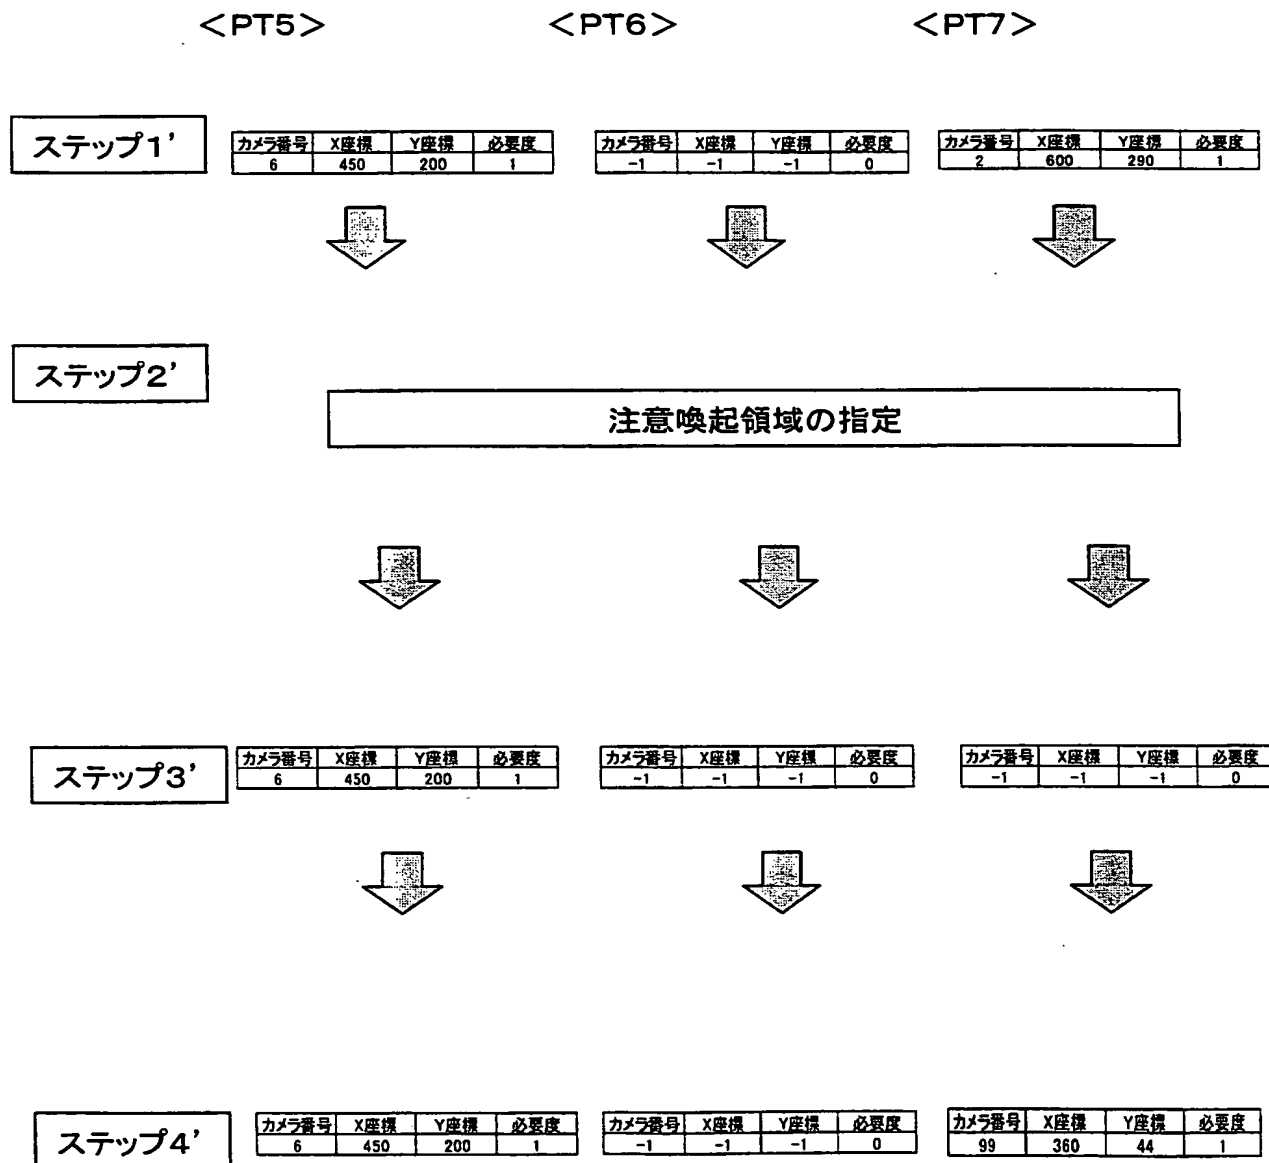 ＜PT5＞ ＜PT6＞ ＜PT7＞
ステップ1’
カメラ番号 X座標 Y座標 必要度 カメラ番号 X座標 Y座標 必要度 カメラ番号 X座標 Y座標 必要度
6 450 200 1 -1 -1 -1 0 2 600 290 1
ステップ2’
注意喚起領域の指定
ステップ3’
カメラ番号 X座標 Y座標 必要度 カメラ番号 X座標 Y座標 必要度 カメラ番号 X座標 Y座標 必要度
6 450 200 1 -1 -1 -1 0 -1 -1 -1 0
ステップ4’
カメラ番号 X座標 Y座標 必要度 カメラ番号 X座標 Y座標 必要度 カメラ番号 X座標 Y座標 必要度
6 450 200 1 -1 -1 -1 0 99 360 44 1